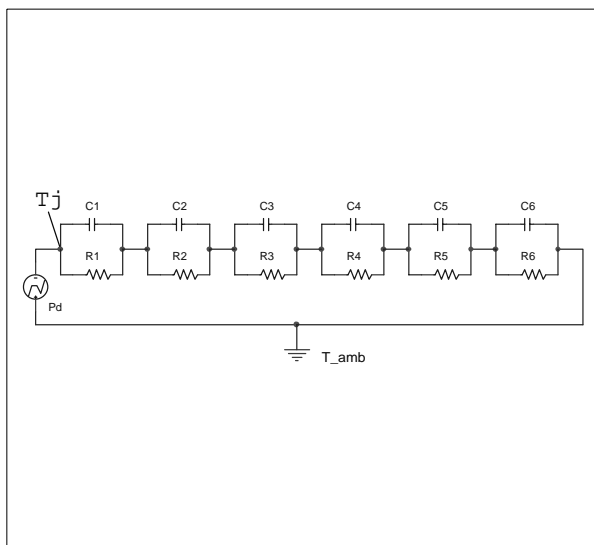 C1 C2 C3 C4 C5 C6
Tj
R1 R2 R3 R4 R5 R6
Pd
T_amb